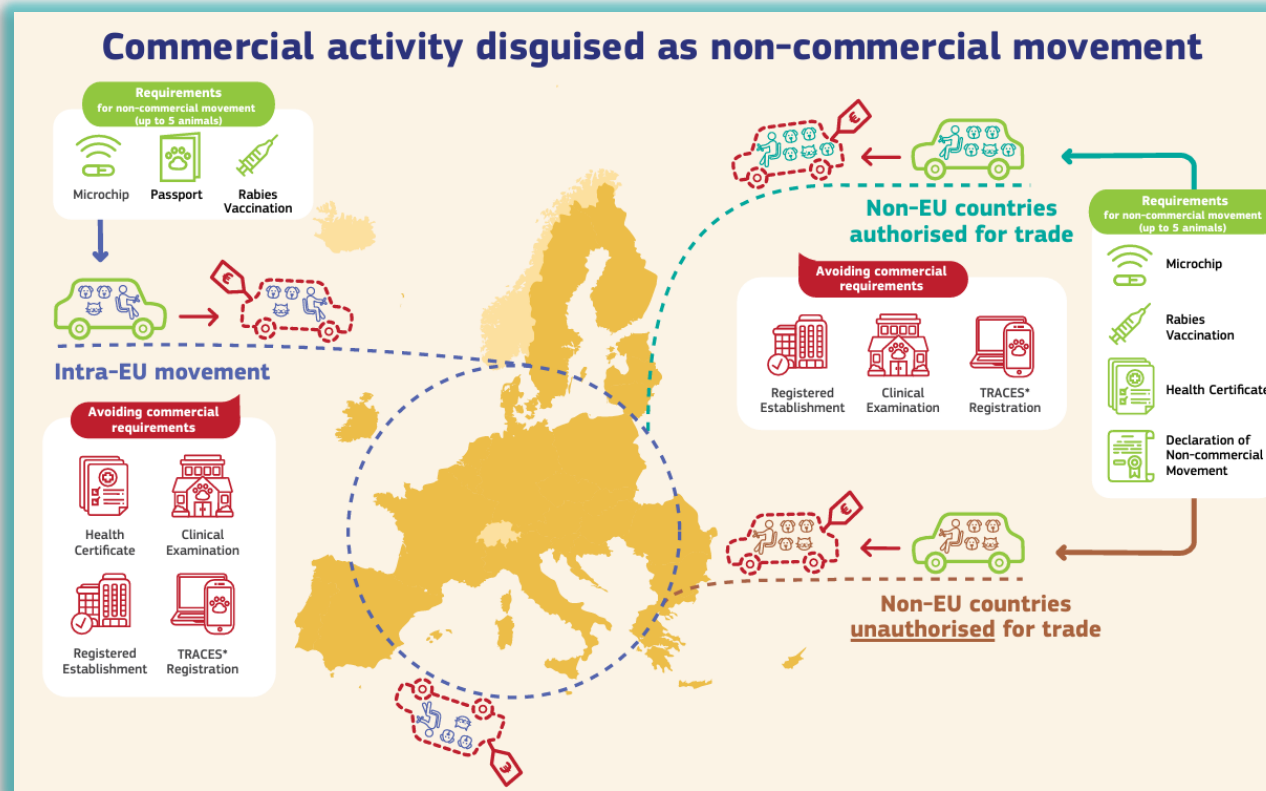 Commercial activity disguised as non-commercial movement
Requirements
for non-commercial movement
(up to 5 animals)
Microchip
Passport
Rabies
Vaccination
€
Intra-EU movement
Avoiding commercial
requirements
Health
Certificate
Clinical
Examination
Registered
Establishment
TRACES*
Registration
€
€
Non-EU countries
authorised for trade
Avoiding commercial
requirements
Registered
Establishment
Clinical
Examination
TRACES*
Registration
Requirements
for non-commercial movement
(up to 5 animals)
Microchip
Rabies
Vaccination
Health Certificate
Declaration of
Non-commercial
Movement
€
Non-EU countries
unauthorised for trade